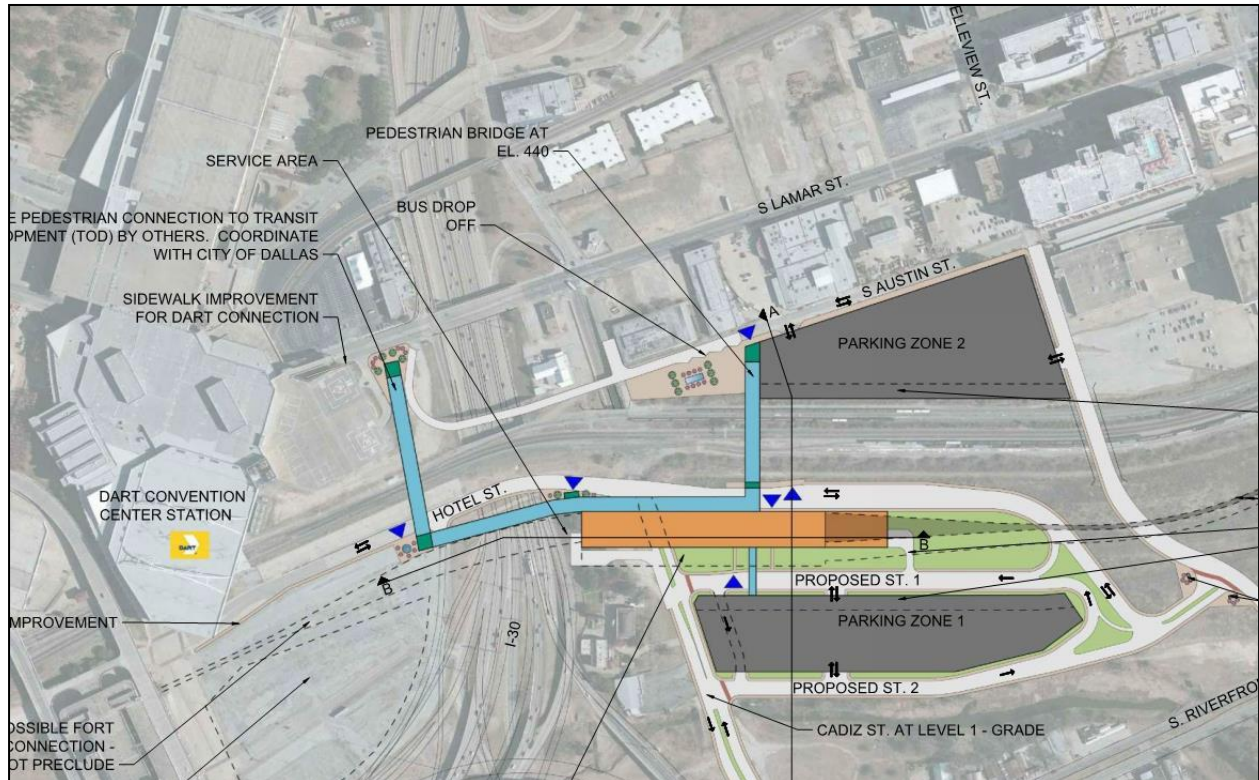 ELLEVIEW ST.
PEDESTRIAN BRIDGE AT
EL. 440
SERVICE AREA
S LAMAR ST.
BUS DROP
OFF
E PEDESTRIAN CONNECTION TO TRANSIT
OPMENT (TOD) BY OTHERS. COORDINATE
WITH CITY OF DALLAS
S AUSTIN ST.
SIDEWALK IMPROVEMENT
FOR DART CONNECTION
A
PARKING ZONE 2
HOTEL ST.
DART CONVENTION
CENTER STATION
DART
B
B
PROPOSED ST. 1
MPROVEMENT
PARKING ZONE 1
I-30
PROPOSED ST. 2
S. RIVERFRO
OSSIBLE FORT
CONNECTION -
OT PRECLUDE
CADIZ ST. AT LEVEL 1 - GRADE